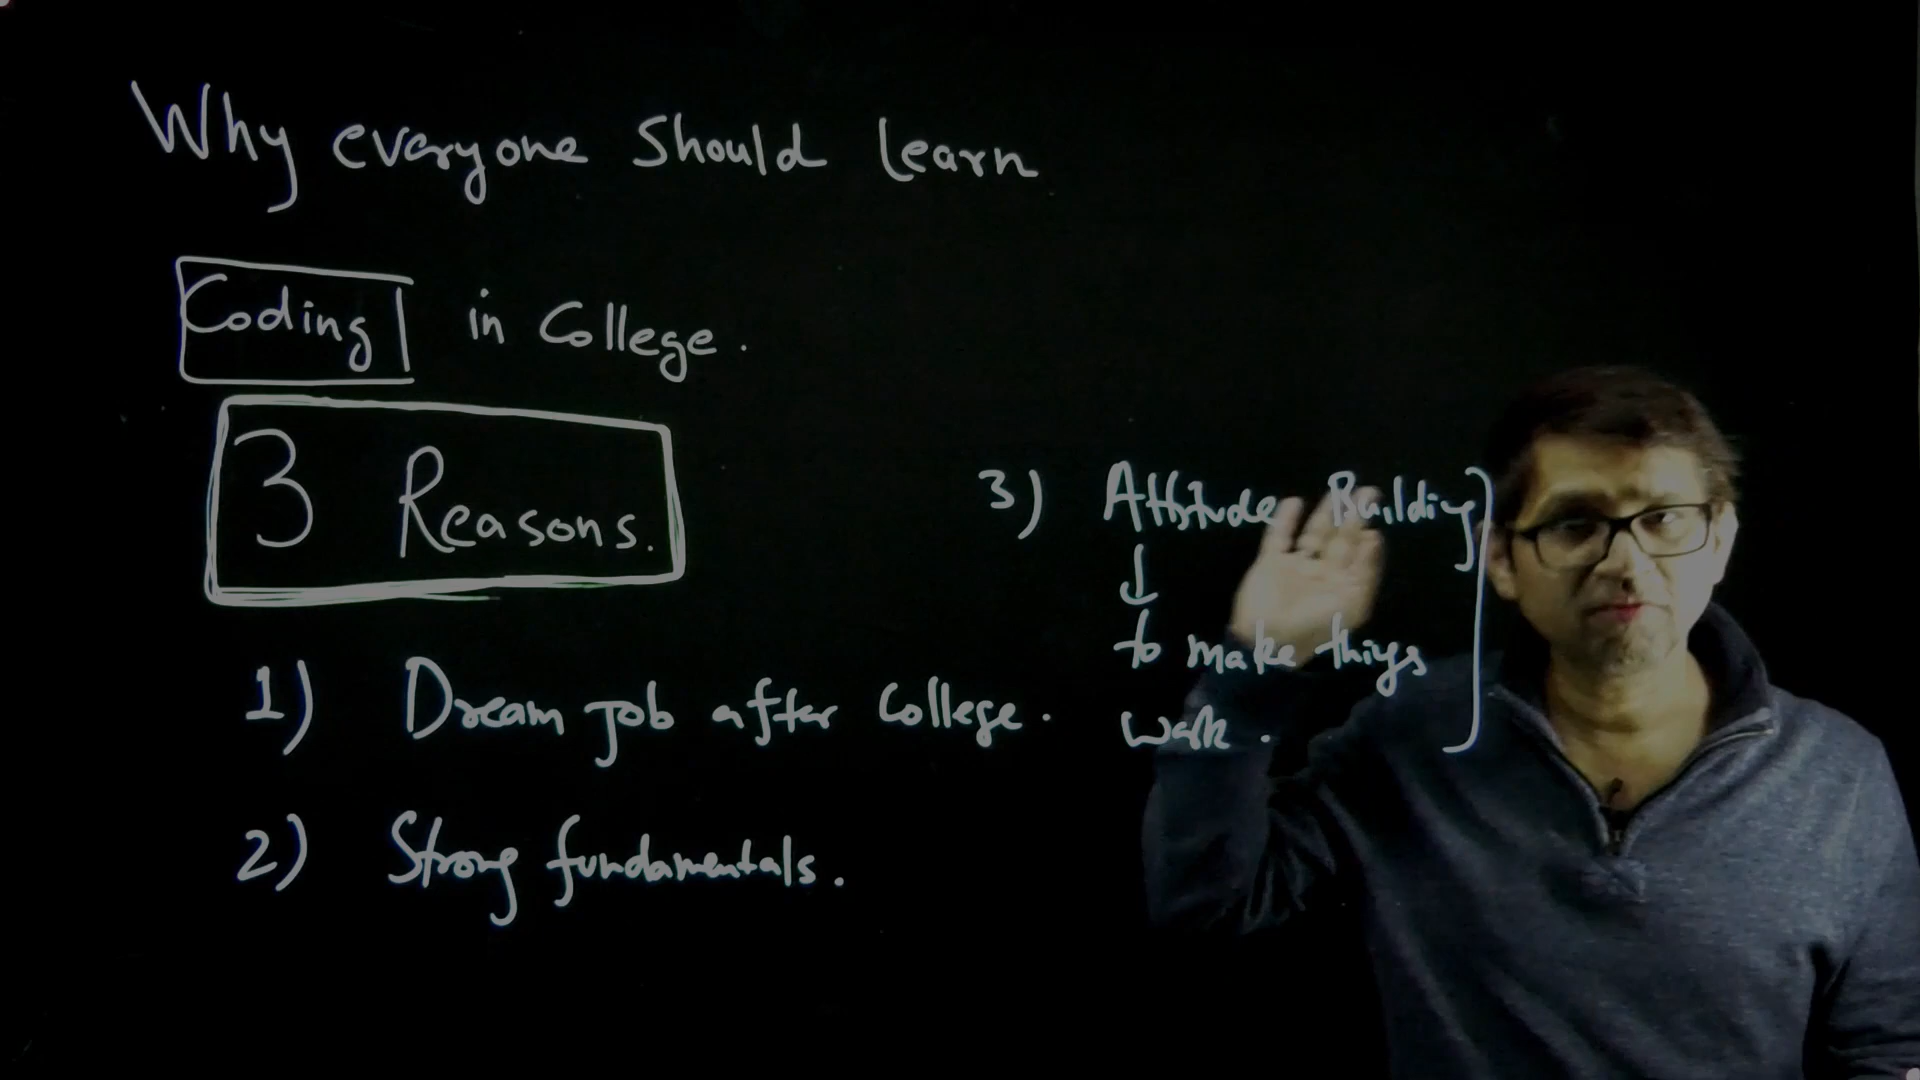 Why everyone should learn
Coding in College.
3 Reasons.
1) Dream job after College.
2) Strong fundamentals.
3) Attitude Building
to make things
work.